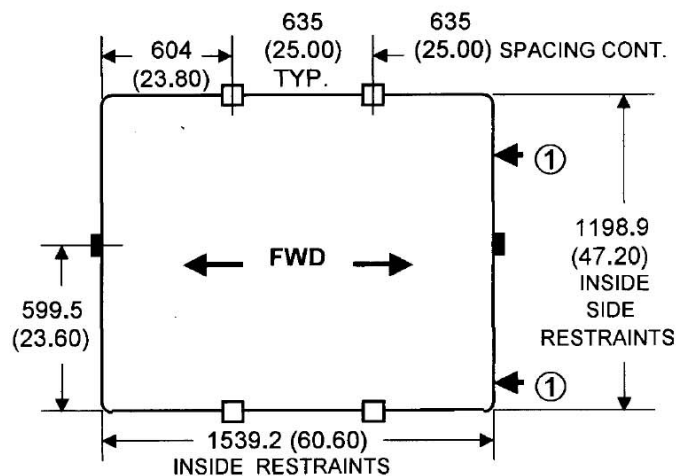 635
635
604
(25.00)
(25.00) SPACING CONT.
(23.80)
TYP.
①
1198.9
FWD
(47.20)
INSIDE
599.5
SIDE
(23.60)
RESTRAINTS
①
1539.2 (60.60)
INSIDE RESTRAINTS